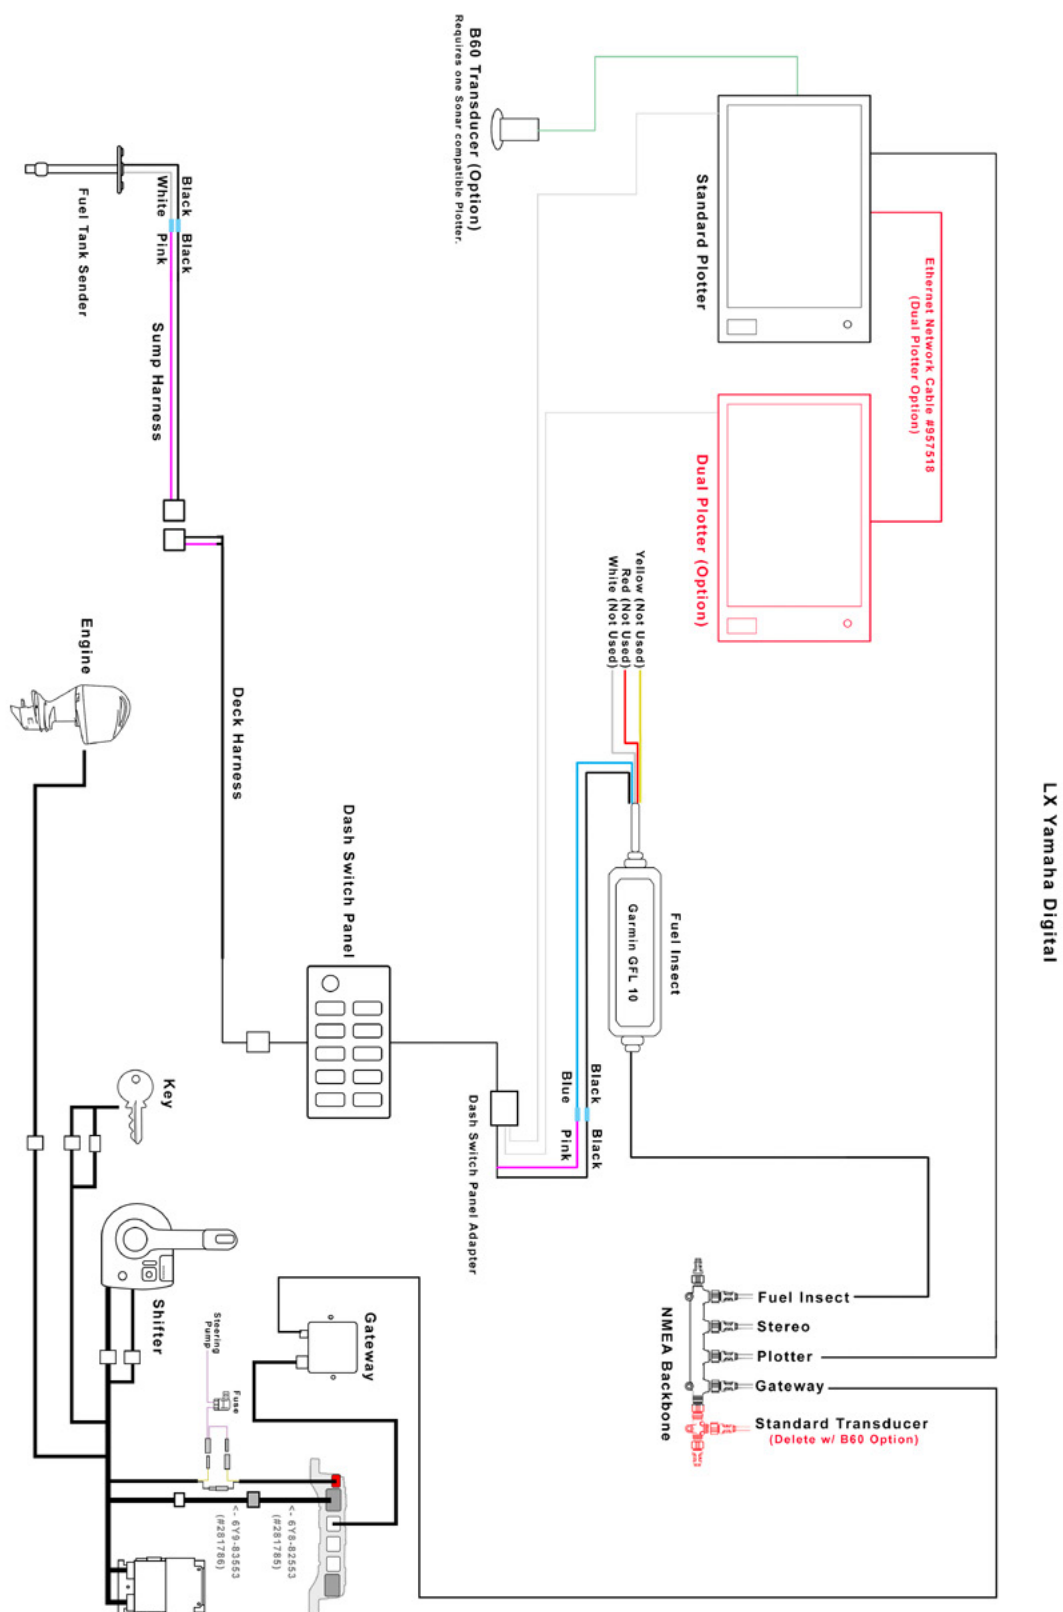 LX Yamaha Digital
B60 Transducer (Option)
Requires one Sonar compatible Plotter.
Standard Plotter
Ethernet Network Cable #957518
(Dual Plotter Option)
Dual Plotter (Option)
Black
White
Black
Pink
Fuel Tank Sender
Sump Harness
Yellow (Not Used)
Red (Not Used)
White (Not Used)
Engine
Deck Harness
Dash Switch Panel
Fuel Insect
Garmin GFL 10
Black
Blue
Black
Pink
Dash Switch Panel Adapter
Key
Shifter
Steering
Pump
Fuse
Gateway
NMEA Backbone
Fuel Insect
Stereo
Plotter
Gateway
Standard Transducer
(Delete w/ B60 Option)
<- 6Y8-82553
(#281785)
<- 6Y9-83553
(#281786)